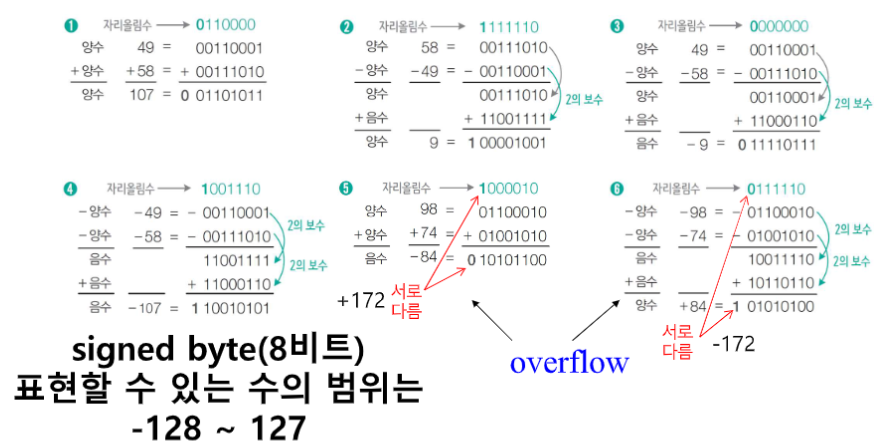 ❶ 자리올림수 → 0110000
양수 49 = 00110001
+양수 +58 = + 00111010
양수 107 = 0 01101011
❷ 자리올림수 → 1111110
양수 58 = 00111010
-양수 -49 = - 00110001
양수 00111010
2의 보수
+음수 + 11001111
양수 9 = 1 00001001
❸ 자리올림수 → 0000000
양수 49 = 00110001
-양수 -58 = - 00111010
양수 00110001
2의 보수
+음수 + 11000110
음수 -9 = 0 11110111
❹ 자리올림수 → 1001110
-양수 -49 = - 00110001
2의 보수
-양수 -58 = - 00111010
음수 11001111
2의 보수
+음수 + 11000110
음수 -107 = 1 10010101
❺ 자리올림수 → 1000010
양수 98 = 01100010
+양수 +74 = + 01001010
음수 -84 = 0 10101100
+172 서로
다름
❻ 자리올림수 → 0111110
-양수 -98 = - 01100010
2의 보수
-양수 -74 = - 01001010
음수 10011110
2의 보수
+음수 + 10110110
양수 +84 = 1 01010100
서로
다름 -172
overflow
signed byte(8비트)
표현할 수 있는 수의 범위는
-128 ~ 127